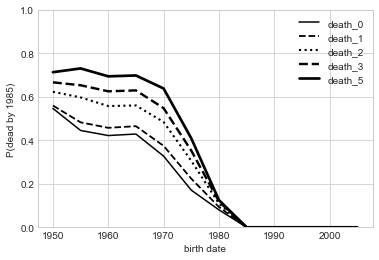 1.0
0.8
0.6
0.4
0.2
0.0
P(dead by 1985)
death_0
death_1
death_2
death_3
death_5
1950 1960 1970 1980 1990 2000
birth date